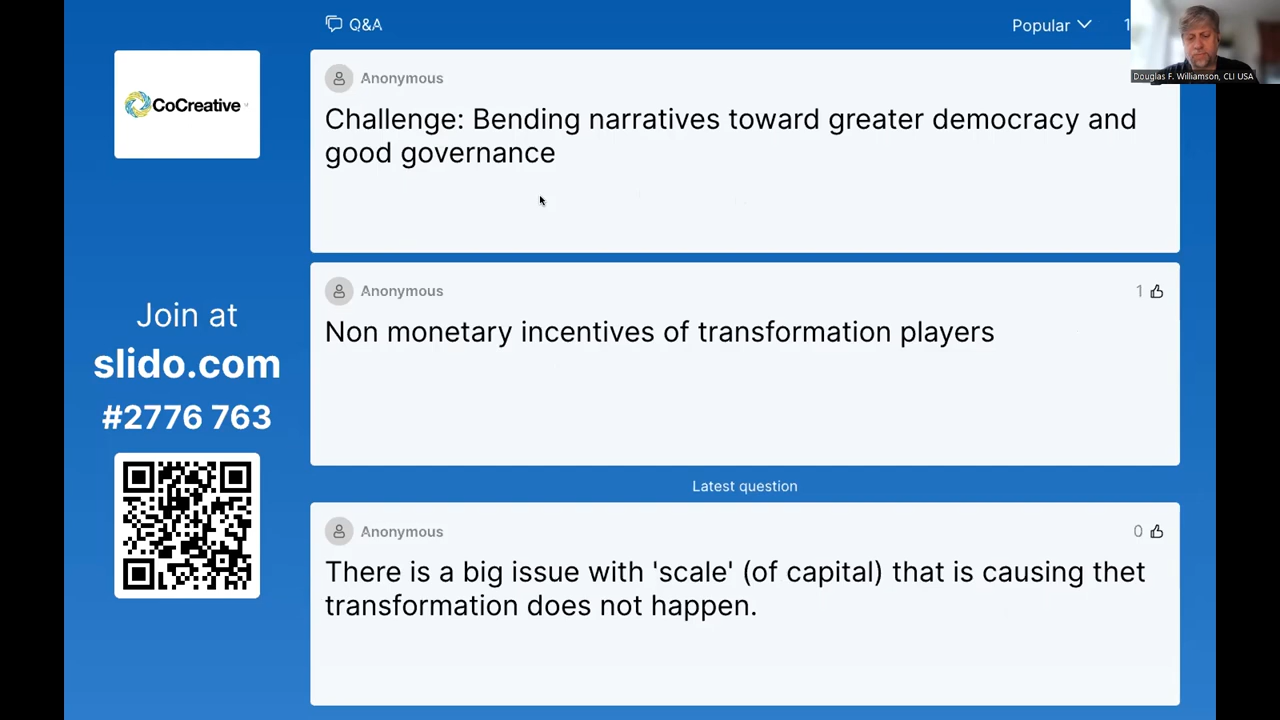 Q&A
Popular
Douglas F. Williamson, CLI USA
CoCreative
Anonymous
Challenge: Bending narratives toward greater democracy and
good governance
Anonymous
1
Non monetary incentives of transformation players
Join at
slido.com
#2776 763
Latest question
Anonymous
0
There is a big issue with 'scale' (of capital) that is causing thet
transformation does not happen.